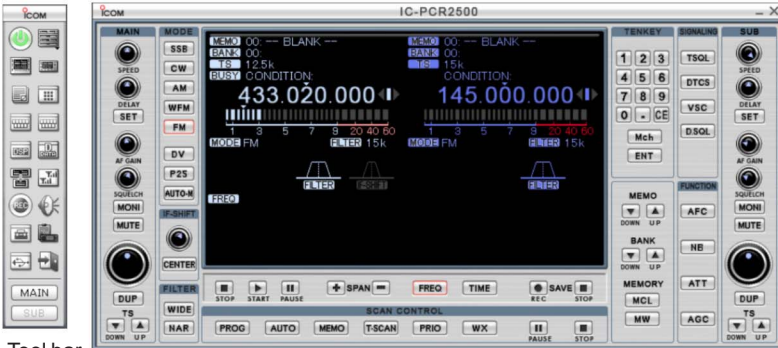 ICOM
ICOM
IC-PCR2500
MAIN
MODE
TENKEY
SIGNALING
SUB
MEMO 00: -- BLANK --
BANK 00:
TS 12.5k
BUSY CONDITION:
433.020.000
1 3 5 7 9 20 40 60
MODE FM FILTER 15k
FILTER IF-SHIFT
FREQ
MEMO 00: -- BLANK --
BANK 00:
TS 15k
CONDITION:
145.000.000
1 3 5 7 9 20 40 60
MODE FM FILTER 15k
FILTER
SPEED
DELAY
SET
AF GAIN
SQUELCH
MONI
MUTE
DUP
TS
DOWN UP
SSB
CW
AM
WFM
FM
DV
P25
AUTO-M
IF-SHIFT
CENTER
FILTER
WIDE
NAR
STOP START PAUSE
+ SPAN -
FREQ
TIME
REC SAVE STOP
SCAN CONTROL
PROG AUTO MEMO T-SCAN PRIO WX
PAUSE STOP
1 2 3
4 5 6
7 8 9
0 . CE
Mch
ENT
MEMO
DOWN UP
BANK
DOWN UP
MEMORY
MCL
MW
TSQL
DTCS
VSC
D.SQL
FUNCTION
AFC
NB
ATT
AGC
SPEED
DELAY
SET
AF GAIN
SQUELCH
MONI
MUTE
DUP
TS
DOWN UP
DSP
REC
MAIN
SUB
Tool bar